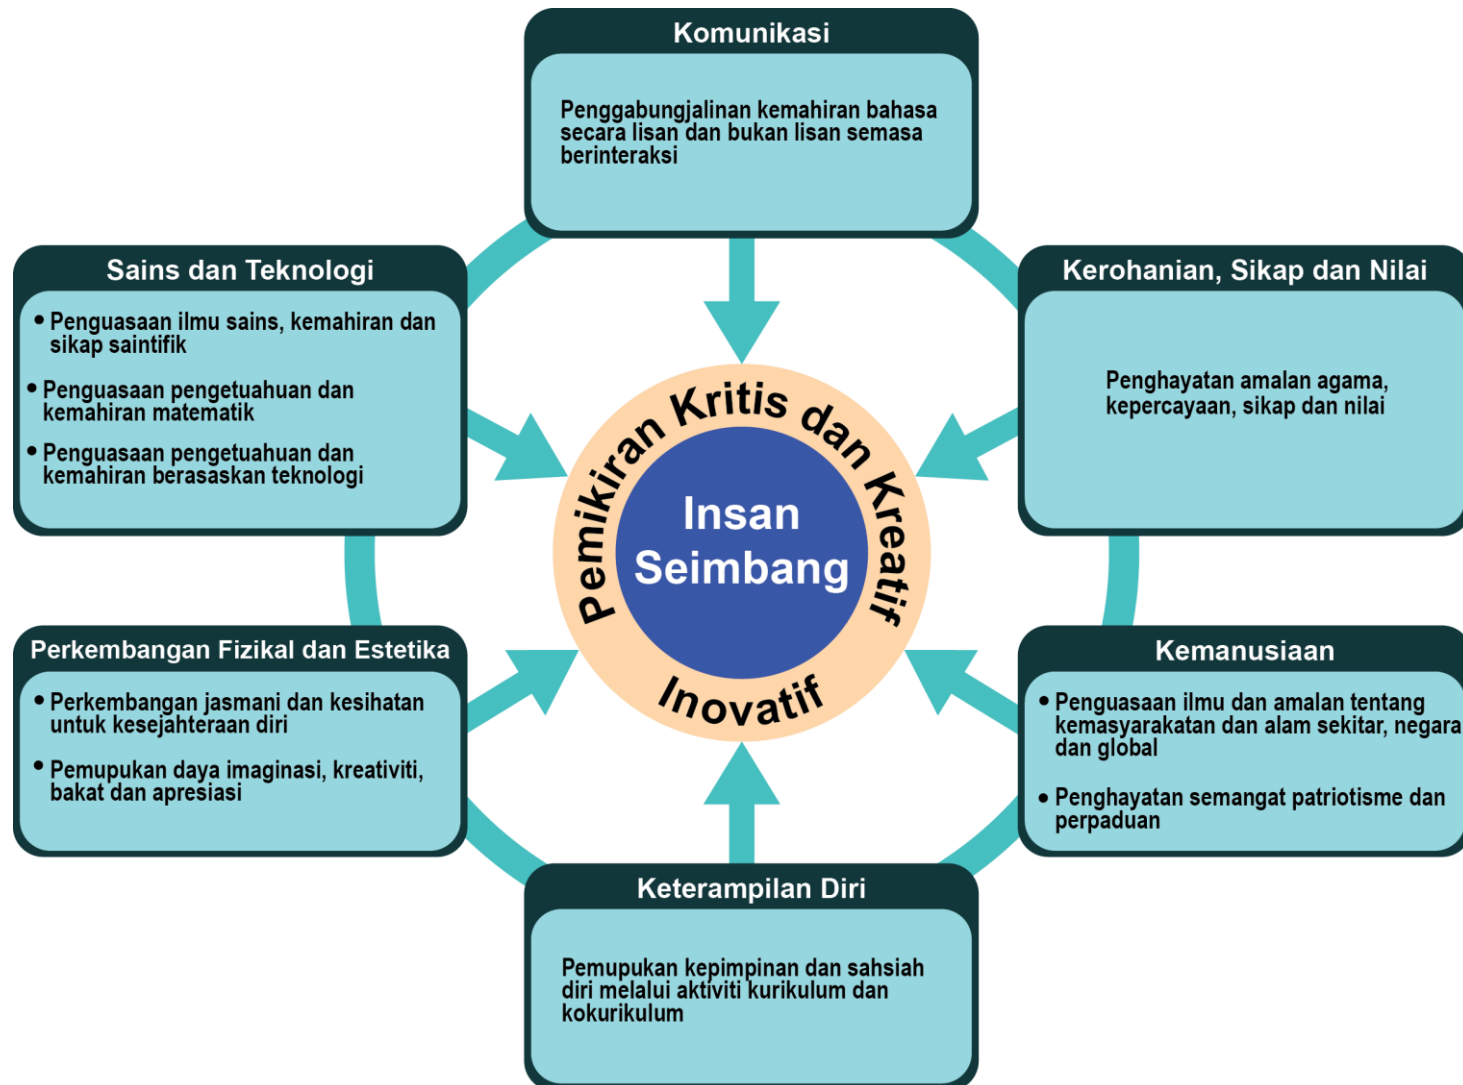 Komunikasi
Penggabungjalinan kemahiran bahasa
secara lisan dan bukan lisan semasa
berinteraksi
Sains dan Teknologi
• Penguasaan ilmu sains, kemahiran dan
sikap saintifik
• Penguasaan pengetuahuan dan
kemahiran matematik
• Penguasaan pengetuahuan dan
kemahiran berasaskan teknologi
Kerohanian, Sikap dan Nilai
Penghayatan amalan agama,
kepercayaan, sikap dan nilai
Pemikiran Kritis dan Kreatif
Insan
Seimbang
Inovatif
Perkembangan Fizikal dan Estetika
• Perkembangan jasmani dan kesihatan
untuk kesejahteraan diri
• Pemupukan daya imaginasi, kreativiti,
bakat dan apresiasi
Kemanusiaan
• Penguasaan ilmu dan amalan tentang
kemasyarakatan dan alam sekitar, negara
dan global
• Penghayatan semangat patriotisme dan
perpaduan
Keterampilan Diri
Pemupukan kepimpinan dan sahsiah
diri melalui aktiviti kurikulum dan
kokurikulum